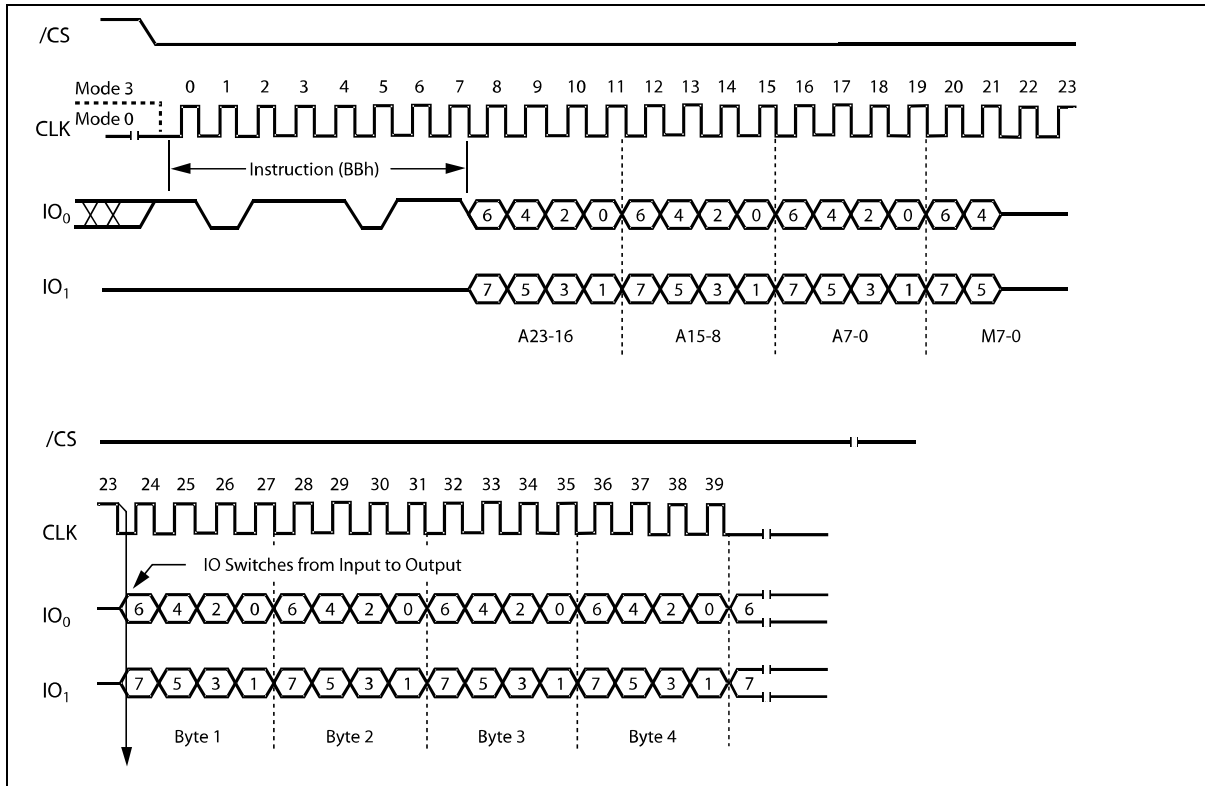 /CS
Mode 3
0 1 2 3 4 5 6 7 8 9 10 11 12 13 14 15 16 17 18 19 20 21 22 23
Mode 0
CLK
Instruction (BBh)
IO0 6 4 2 0 6 4 2 0 6 4 2 0 6 4
IO1 7 5 3 1 7 5 3 1 7 5 3 1 7 5
A23-16 A15-8 A7-0 M7-0
/CS
23 24 25 26 27 28 29 30 31 32 33 34 35 36 37 38 39
CLK
IO Switches from Input to Output
IO0 6 4 2 0 6 4 2 0 6 4 2 0 6 4 2 0 6
IO1 7 5 3 1 7 5 3 1 7 5 3 1 7 5 3 1 7
Byte 1 Byte 2 Byte 3 Byte 4